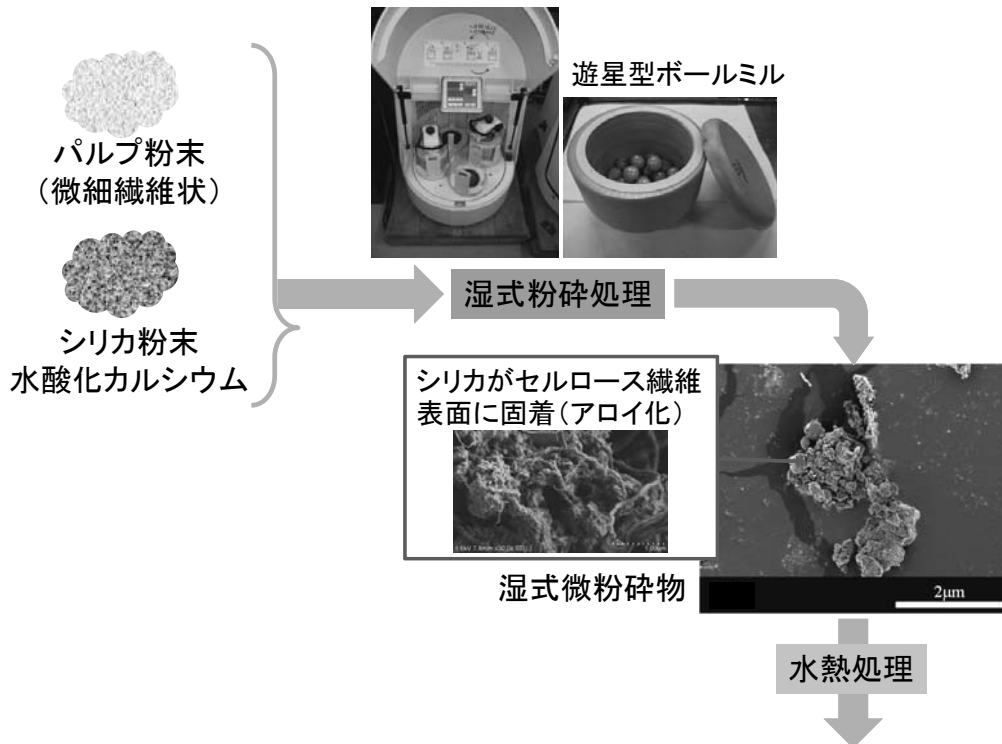 遊星型ボールミル
パルプ粉末
（微細繊維状）
シリカ粉末
水酸化カルシウム
湿式粉砕処理
シリカがセルロース繊維
表面に固着（アロイ化）
湿式微粉砕物
2μm
水熱処理